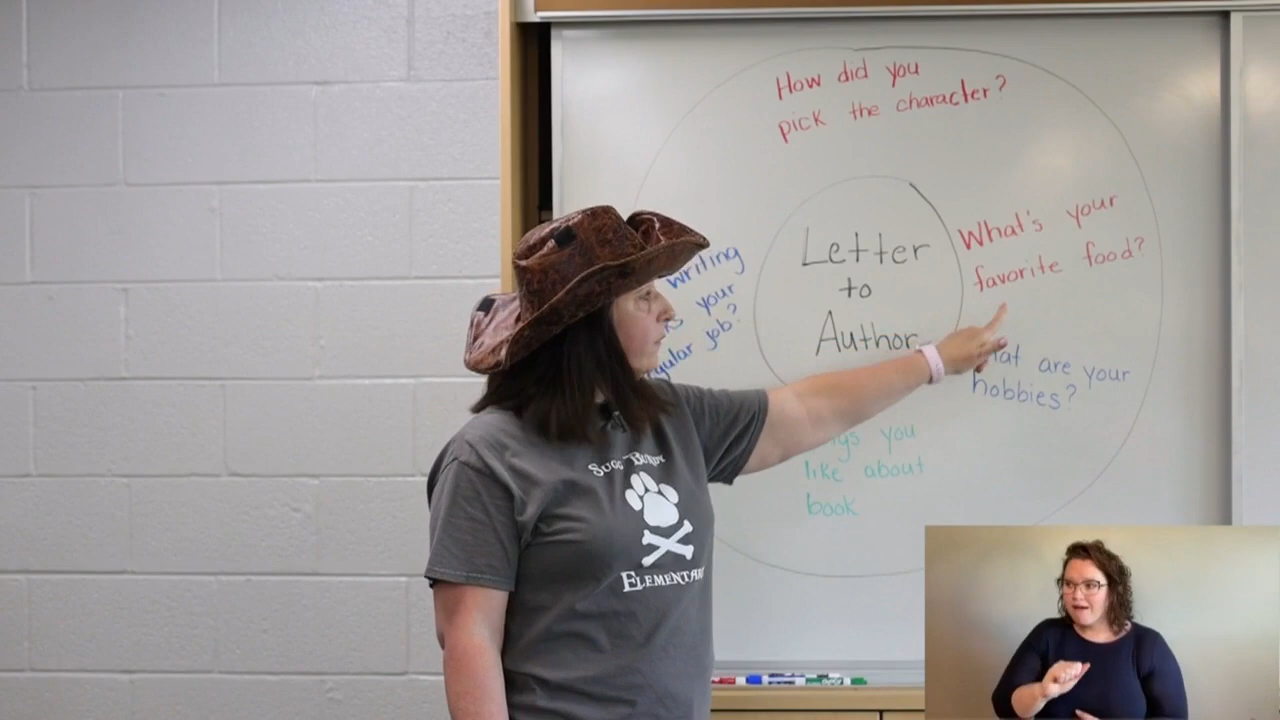 How did you
pick the character?
What's your
favorite food?
Letter
to
Author
writing
your
job?
are your
hobbies?
you
like about
book